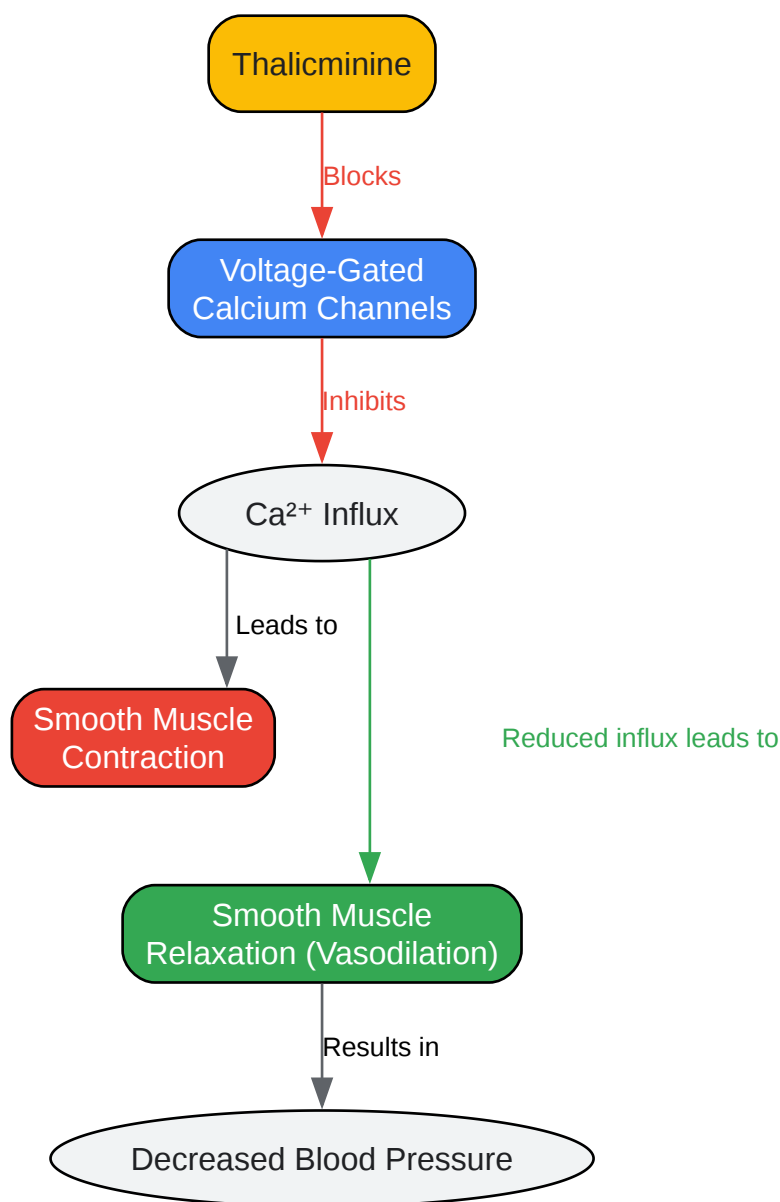 Thalicminine
Blocks
Voltage-Gated
Calcium Channels
Inhibits
Ca²⁺ Influx
Leads to
Smooth Muscle
Contraction
Reduced influx leads to
Smooth Muscle
Relaxation (Vasodilation)
Results in
Decreased Blood Pressure